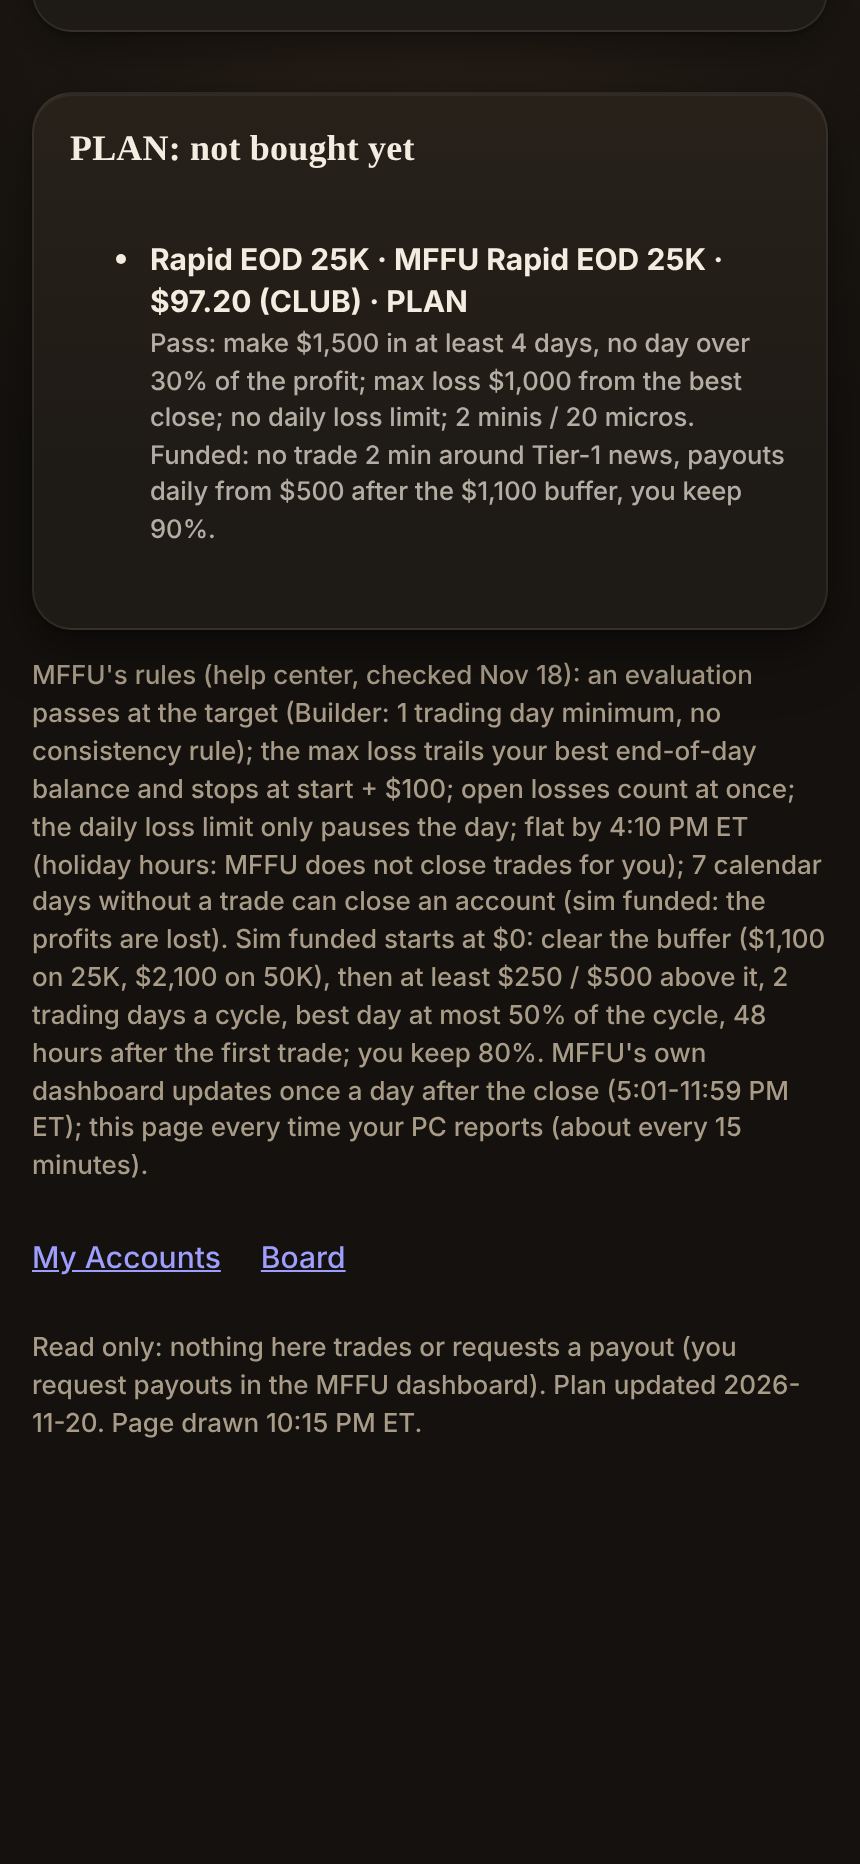 PLAN: not bought yet
• Rapid EOD 25K · MFFU Rapid EOD 25K ·
$97.20 (CLUB) · PLAN
Pass: make $1,500 in at least 4 days, no day over
30% of the profit; max loss $1,000 from the best
close; no daily loss limit; 2 minis / 20 micros.
Funded: no trade 2 min around Tier-1 news, payouts
daily from $500 after the $1,100 buffer, you keep
90%.
MFFU's rules (help center, checked Nov 18): an evaluation
passes at the target (Builder: 1 trading day minimum, no
consistency rule); the max loss trails your best end-of-day
balance and stops at start + $100; open losses count at once;
the daily loss limit only pauses the day; flat by 4:10 PM ET
(holiday hours: MFFU does not close trades for you); 7 calendar
days without a trade can close an account (sim funded: the
profits are lost). Sim funded starts at $0: clear the buffer ($1,100
on 25K, $2,100 on 50K), then at least $250 / $500 above it, 2
trading days a cycle, best day at most 50% of the cycle, 48
hours after the first trade; you keep 80%. MFFU's own
dashboard updates once a day after the close (5:01-11:59 PM
ET); this page every time your PC reports (about every 15
minutes).
My Accounts Board
Read only: nothing here trades or requests a payout (you
request payouts in the MFFU dashboard). Plan updated 2026-
11-20. Page drawn 10:15 PM ET.